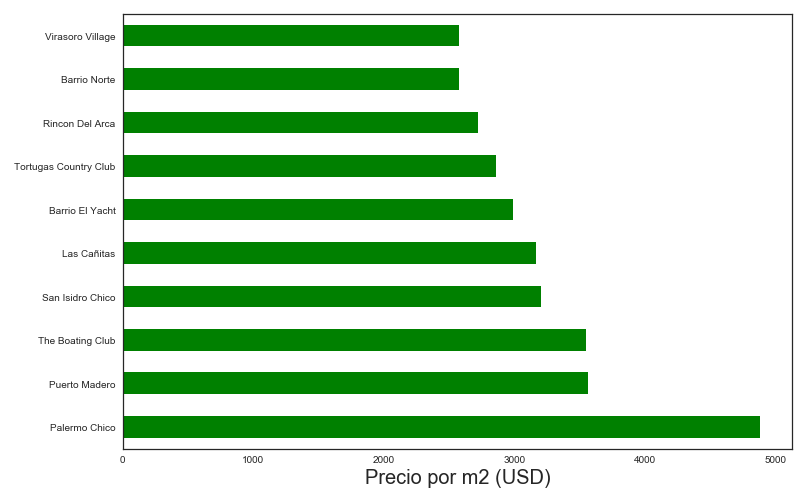 Virasoro Village
Barrio Norte
Rincon Del Arca
Tortugas Country Club
Barrio El Yacht
Las Cañitas
San Isidro Chico
The Boating Club
Puerto Madero
Palermo Chico
0 1000 2000 3000 4000 5000
Precio por m2 (USD)